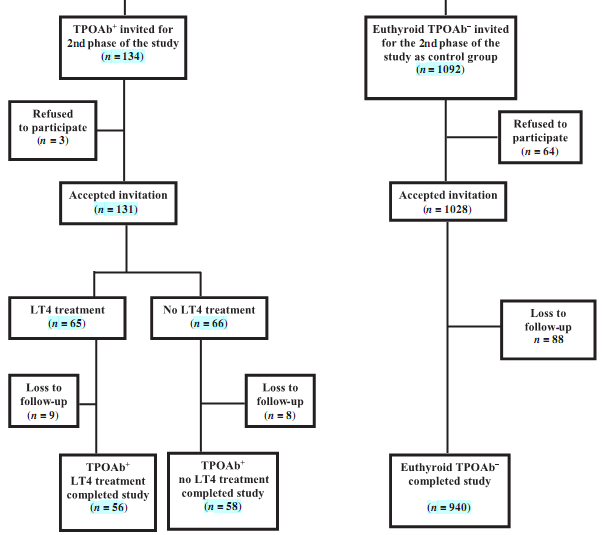 TPOAb⁺ invited for
2nd phase of the study
(n = 134)
Euthyroid TPOAb⁻ invited
for the 2nd phase of the
study as control group
(n = 1092)
Refused
to participate
(n = 3)
Refused to
participate
(n = 64)
Accepted invitation
(n = 131)
Accepted invitation
(n = 1028)
LT4 treatment
(n = 65)
No LT4 treatment
(n = 66)
Loss to
follow-up
n = 88
Loss to
follow-up
(n = 9)
Loss to
follow-up
(n = 8)
TPOAb⁺
LT4 treatment
completed study
(n = 56)
TPOAb⁺
no LT4 treatment
completed study
(n = 58)
Euthyroid TPOAb⁻
completed study
(n = 940)